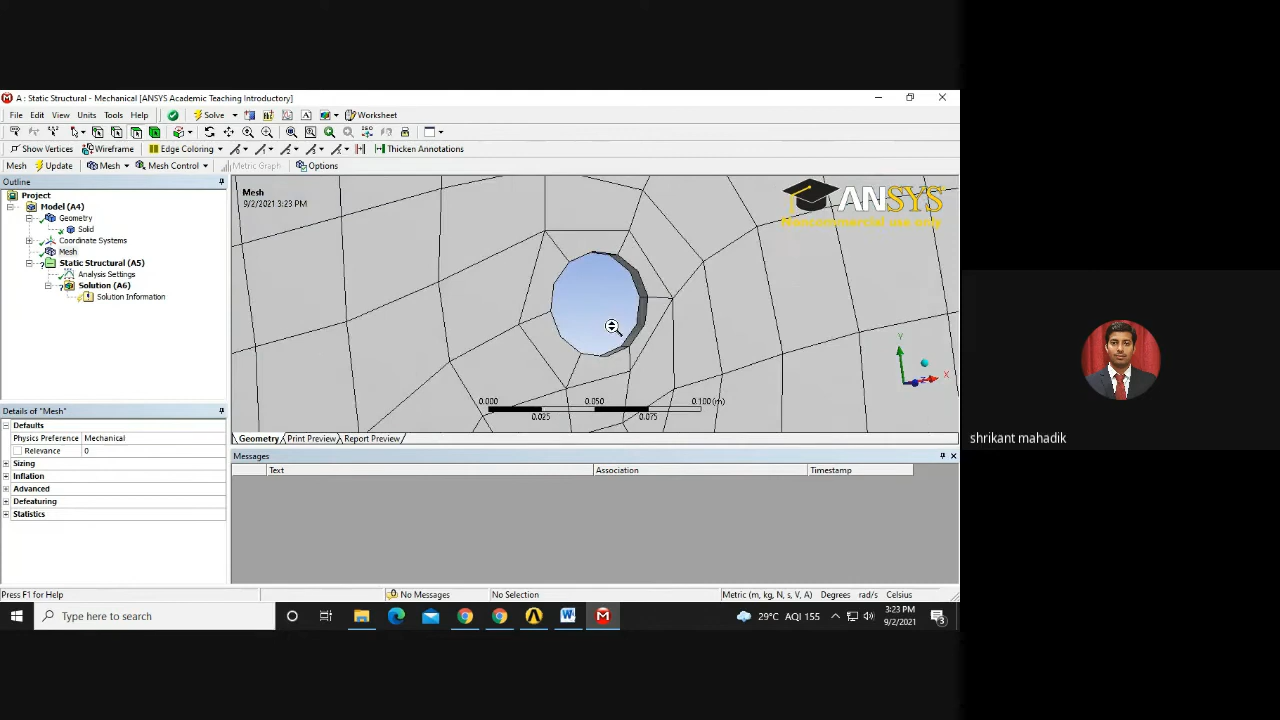 A : Static Structural - Mechanical [ANSYS Academic Teaching Introductory]
File Edit View Units Tools Help Solve Worksheet
Show Vertices Wireframe Edge Coloring Thicken Annotations
Mesh Update Mesh Mesh Control Metric Graph Options
Outline
Project
Model (A4)
Geometry
Solid
Coordinate Systems
Mesh
Static Structural (A5)
Analysis Settings
Solution (A6)
Solution Information
Details of "Mesh"
Defaults
Physics Preference Mechanical
Relevance 0
Sizing
Inflation
Advanced
Defeaturing
Statistics
Mesh
9/2/2021 3:23 PM
ANSYS
Noncommercial use only
Y
X
Z
0.000 0.050 0.100 (m)
0.025 0.075
Geometry Print Preview Report Preview
Messages
Text Association Timestamp
shrikant mahadik
Press F1 for Help No Messages No Selection Metric (m, kg, N, s, V, A) Degrees rad/s Celsius
Type here to search
29°C AQI 155
3:23 PM
9/2/2021
3